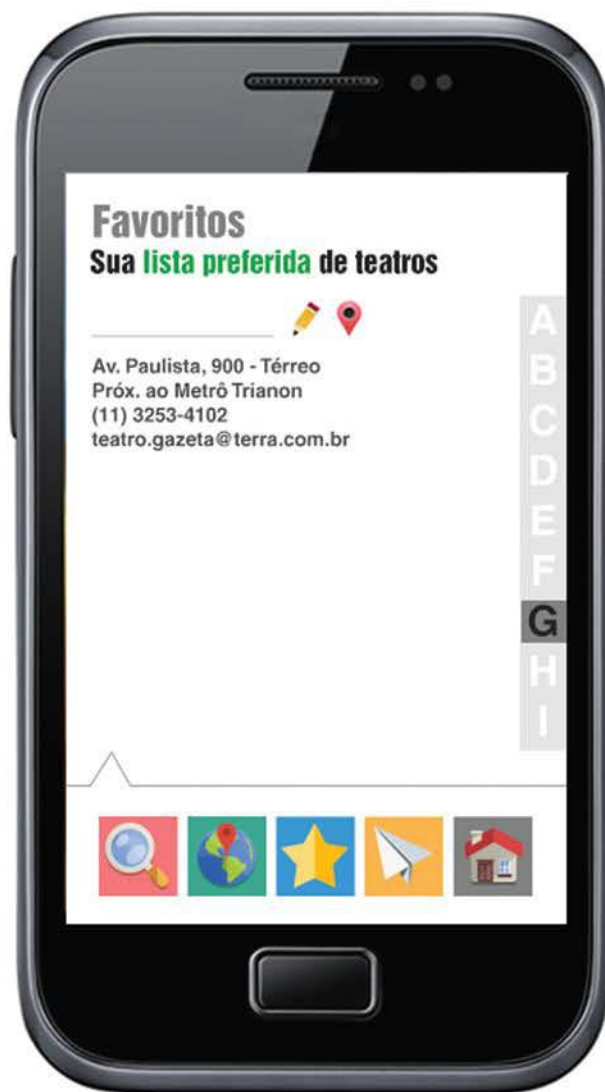 Favoritos
Sua lista preferida de teatros
Av. Paulista, 900 - Térreo
Próx. ao Metrô Trianon
(11) 3253-4102
teatro.gazeta@terra.com.br
A
B
C
D
E
F
G
H
I